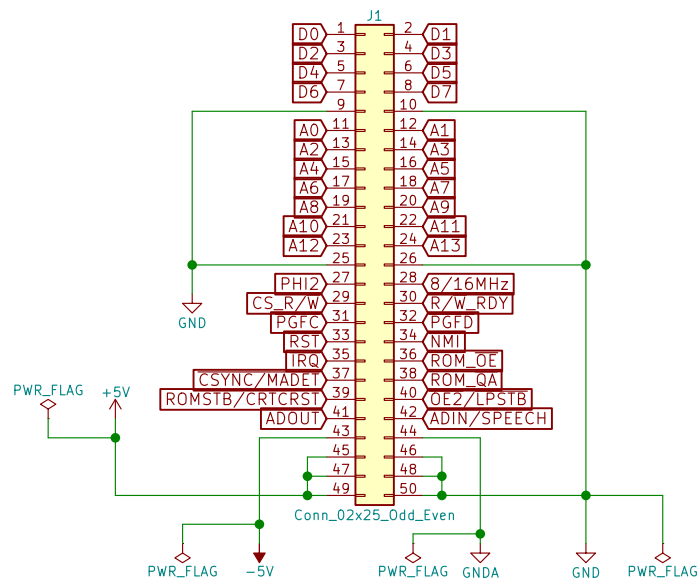 J1
D0 1 2 D1
D2 3 4 D3
D4 5 6 D5
D6 7 8 D7
9 10
A0 11 12 A1
A2 13 14 A3
A4 15 16 A5
A6 17 18 A7
A8 19 20 A9
A10 21 22 A11
A12 23 24 A13
25 26
PHI2 27 28 8/16MHz
CS_R/W 29 30 R/W_RDY
GND
PGFC 31 32 PGFD
RST 33 34 NMI
IRQ 35 36 ROM_OE
CSYNC/MADET 37 38 ROM_QA
PWR_FLAG +5V
ROMSTB/CRTCRST 39 40 OE2/LPSTB
ADOUT 41 42 ADIN/SPEECH
43 44
45 46
47 48
49 50
Conn_02x25_Odd_Even
PWR_FLAG -5V PWR_FLAG GNDA GND PWR_FLAG